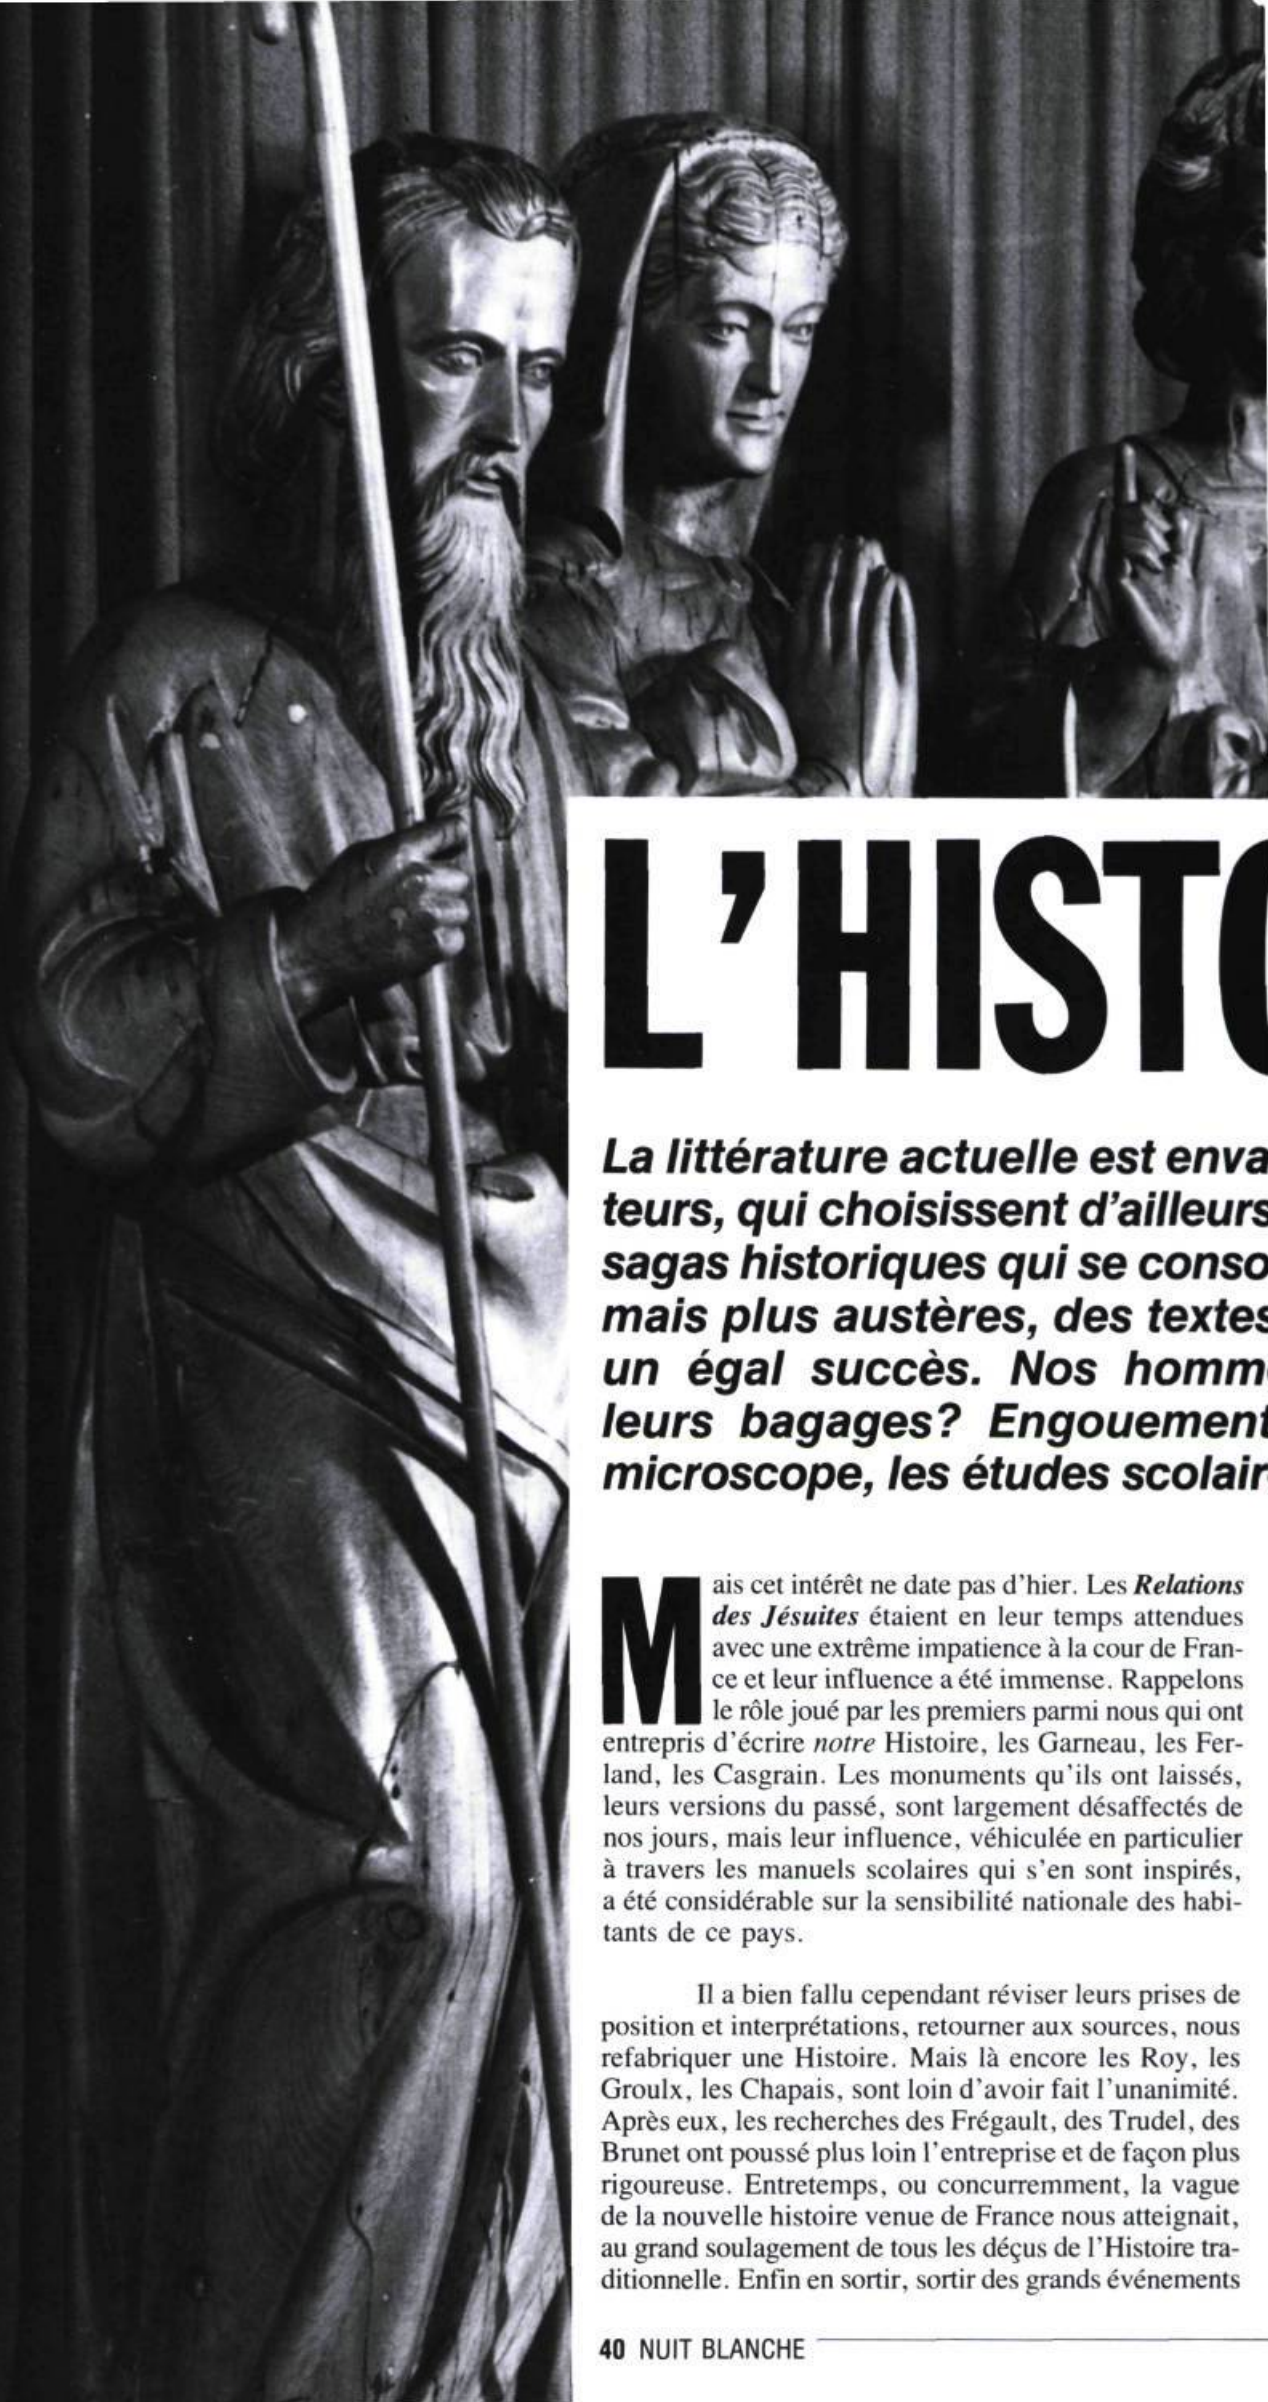 L'HISTO
La littérature actuelle est enva
teurs, qui choisissent d'ailleurs
sagas historiques qui se conso
mais plus austères, des textes
un égal succès. Nos homm
leurs bagages? Engouement
microscope, les études scolair
Mais cet intérêt ne date pas d'hier. Les Relations
des Jésuites étaient en leur temps attendues
avec une extrême impatience à la cour de Fran-
ce et leur influence a été immense. Rappelons
le rôle joué par les premiers parmi nous qui ont
entrepris d'écrire notre Histoire, les Garneau, les Fer-
land, les Casgrain. Les monuments qu'ils ont laissés,
leurs versions du passé, sont largement désaffectés de
nos jours, mais leur influence, véhiculée en particulier
à travers les manuels scolaires qui s'en sont inspirés,
a été considérable sur la sensibilité nationale des habi-
tants de ce pays.
Il a bien fallu cependant réviser leurs prises de
position et interprétations, retourner aux sources, nous
refabriquer une Histoire. Mais là encore les Roy, les
Groulx, les Chapais, sont loin d'avoir fait l'unanimité.
Après eux, les recherches des Frégault, des Trudel, des
Brunet ont poussé plus loin l'entreprise et de façon plus
rigoureuse. Entretemps, ou concurremment, la vague
de la nouvelle histoire venue de France nous atteignait,
au grand soulagement de tous les déçus de l'Histoire tra-
ditionnelle. Enfin en sortir, sortir des grands événements
40 NUIT BLANCHE